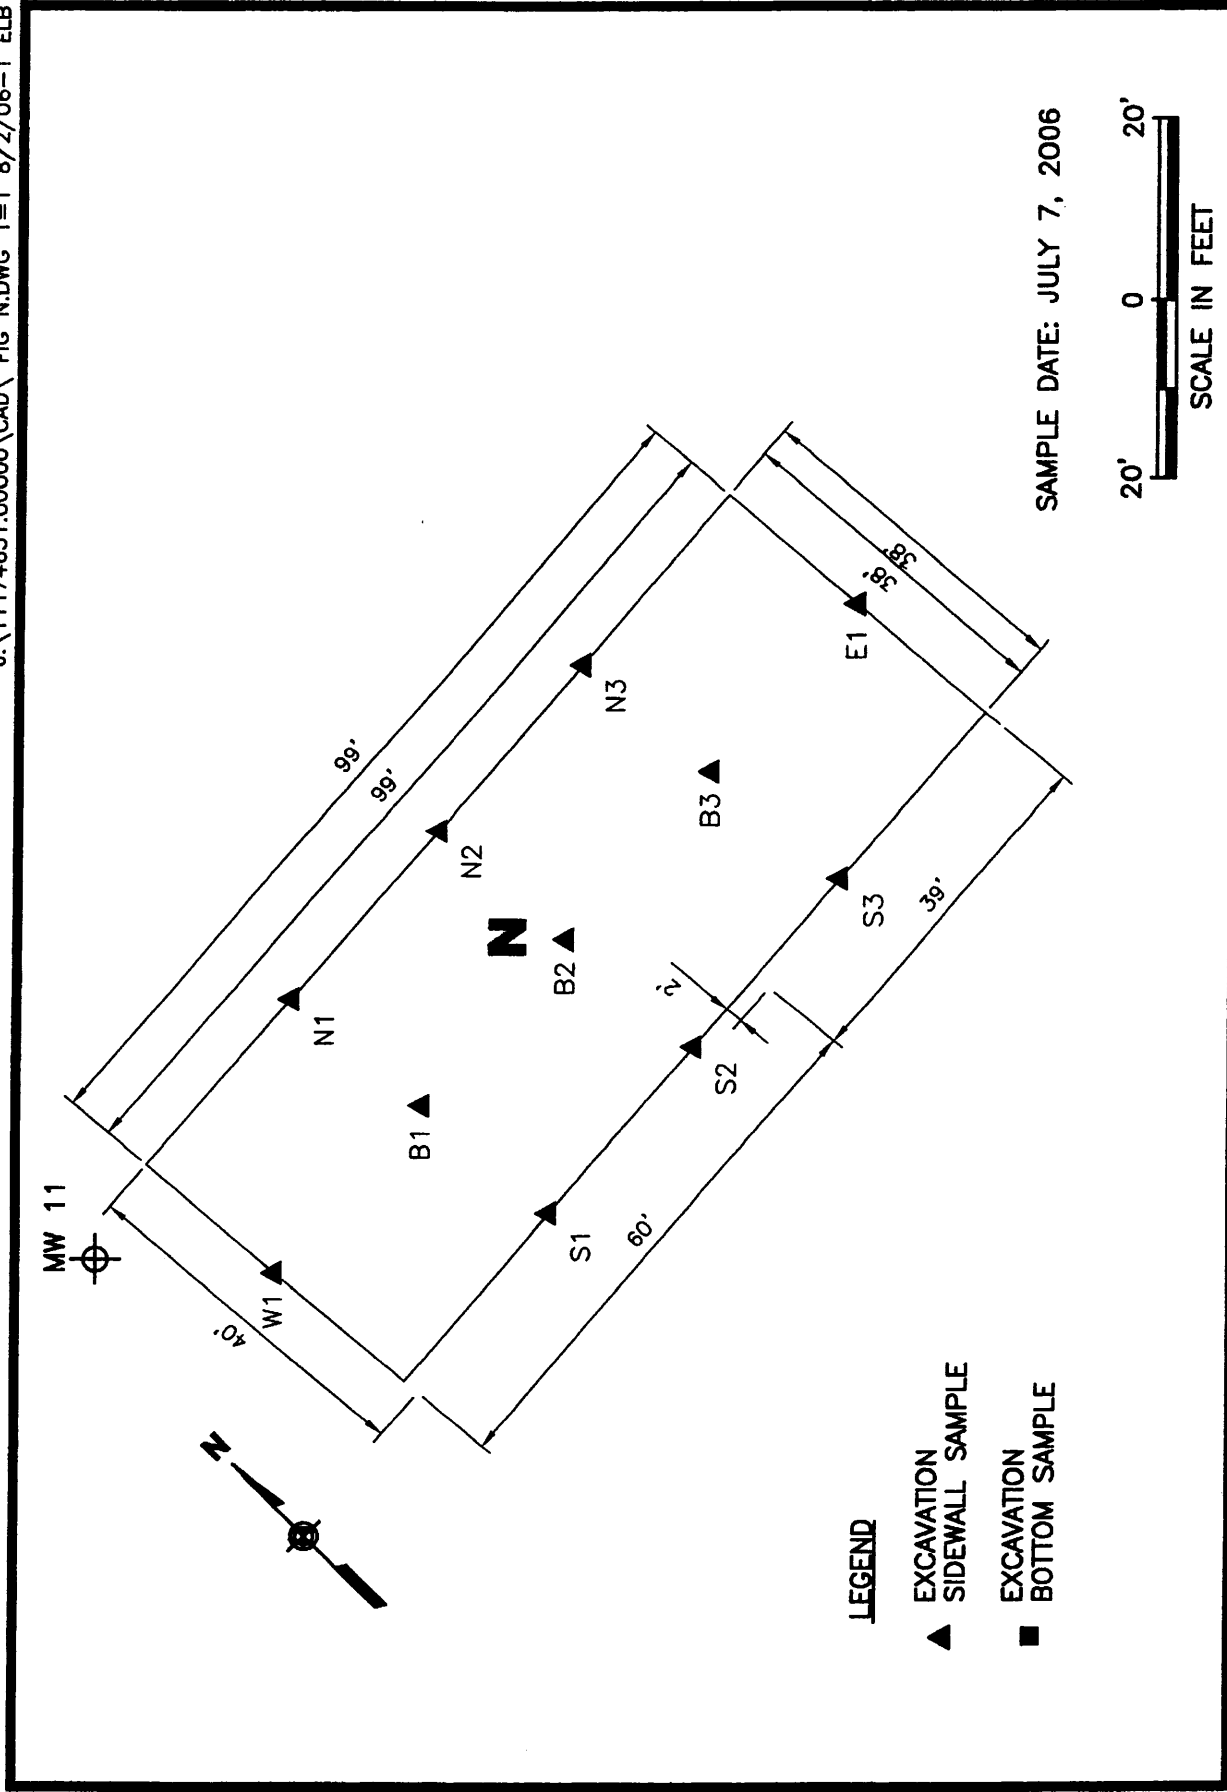 MW 11
N
99'
99'
40'
W1
N1
N2
N3
N
B1
B2
B3
E1
38'
38'
S1
S2
S3
2'
60'
39'
LEGEND
EXCAVATION
SIDEWALL SAMPLE
EXCAVATION
BOTTOM SAMPLE
SAMPLE DATE: JULY 7, 2006
20' 0 20'
SCALE IN FEET